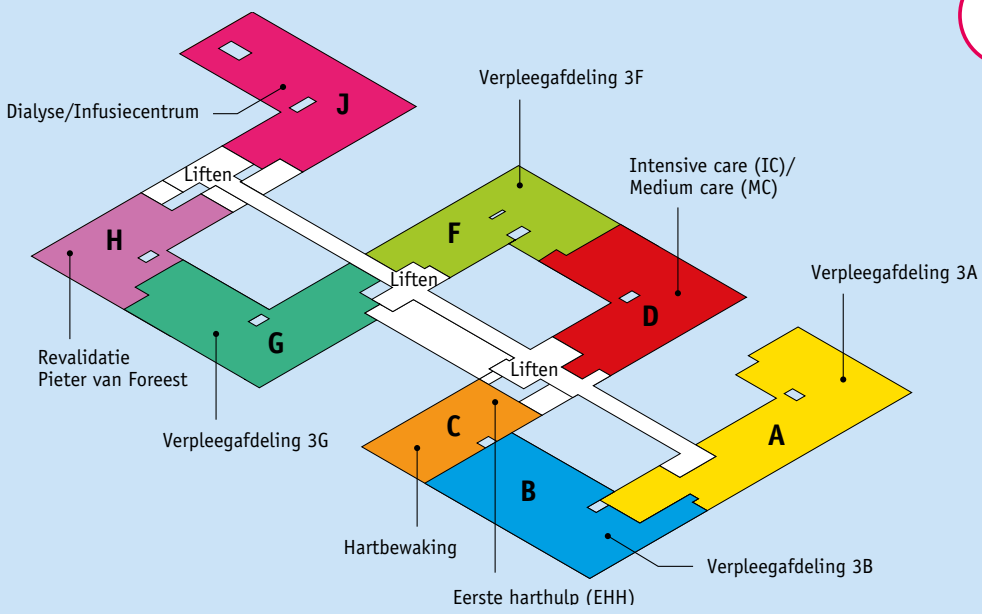 Verpleegafdeling 3F
Dialyse/Infusiecentrum
J
Intensive care (IC)/
Medium care (MC)
Liften
F
H
Verpleegafdeling 3A
Liften
D
G
Revalidatie
Pieter van Foreest
Liften
C
A
Verpleegafdeling 3G
B
Hartbewaking
Verpleegafdeling 3B
Eerste harthulp (EHH)